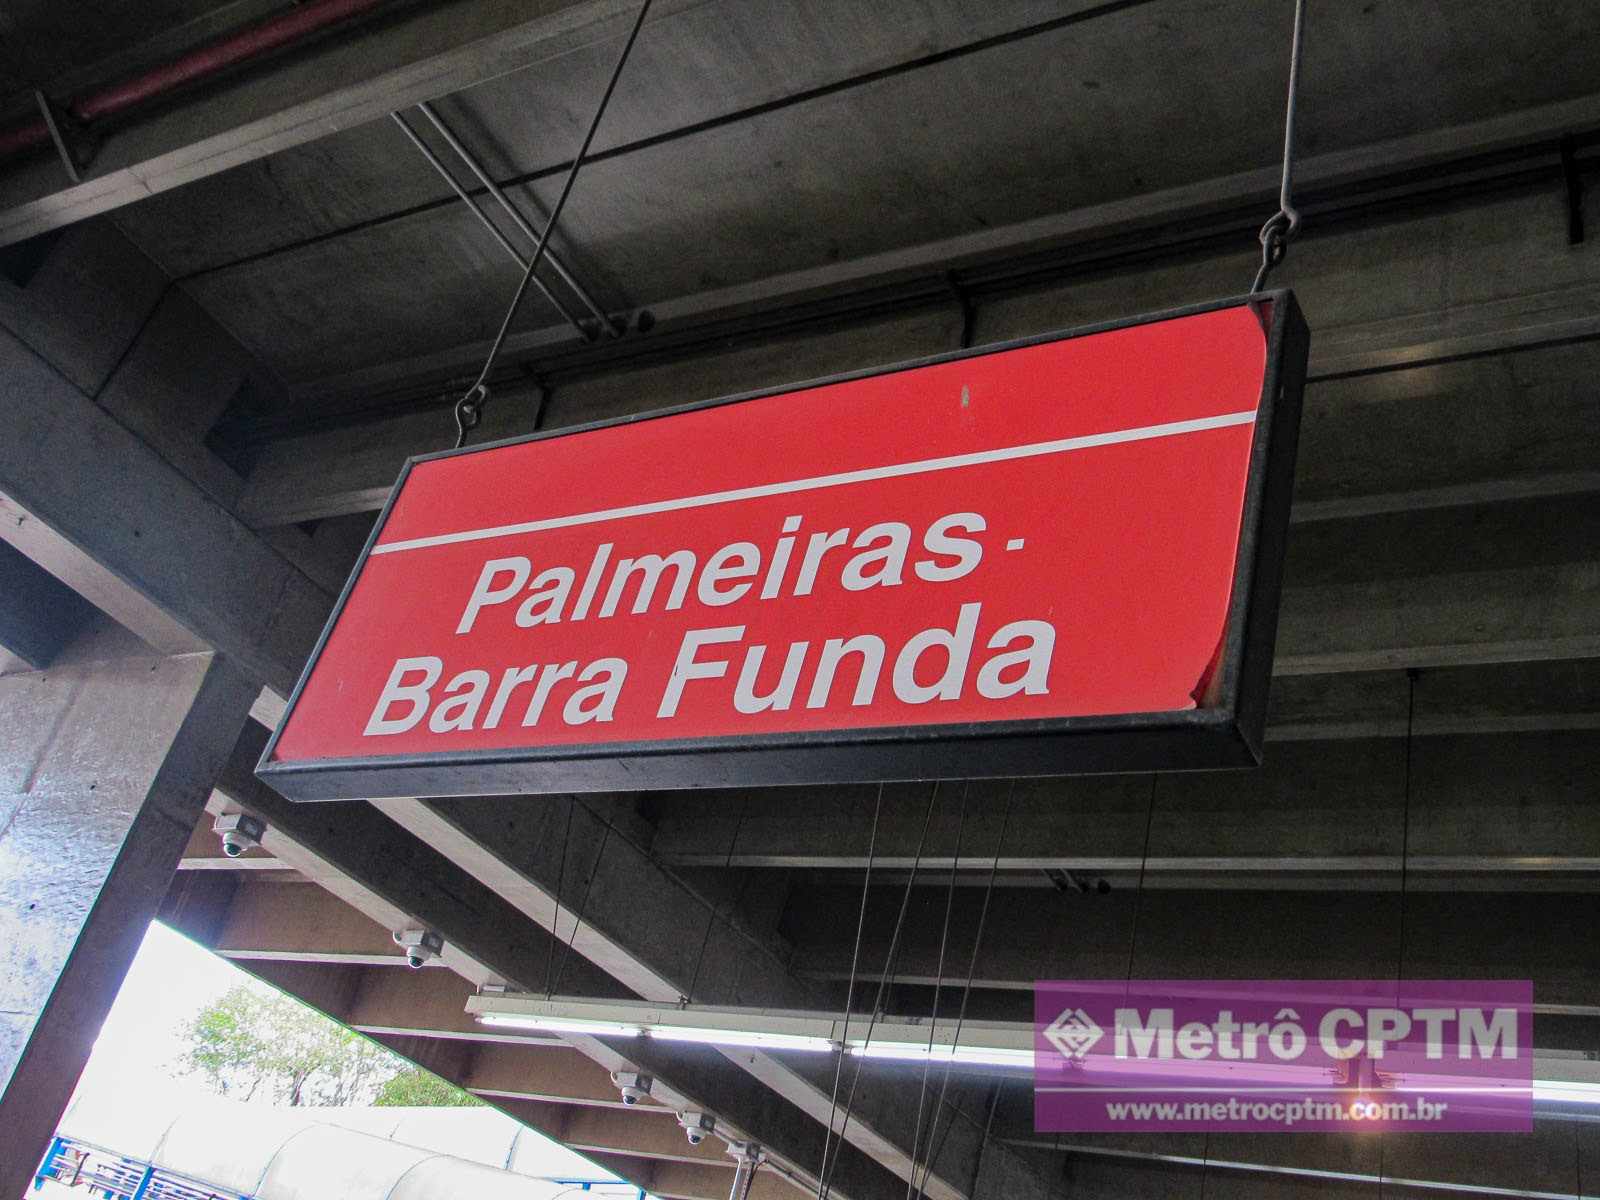 Palmeiras -
Barra Funda
Metrô CPTM
www.metrocptm.com.br